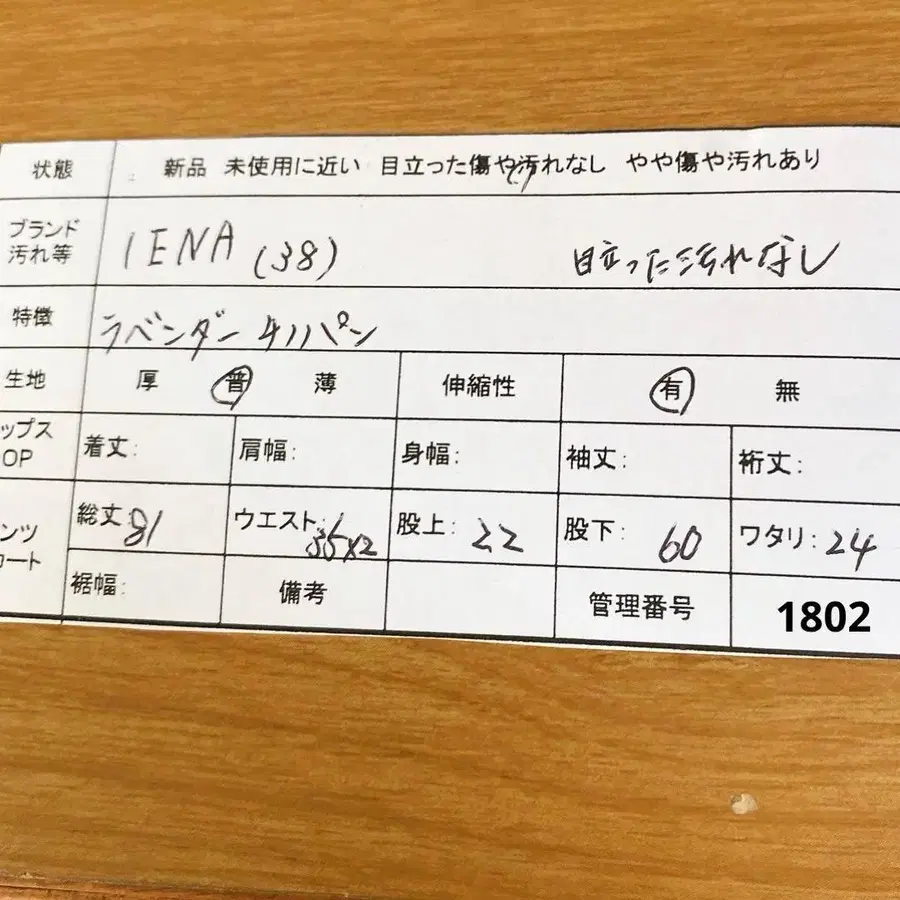 状態 新品 未使用に近い 目立った傷や汚れなし やや傷や汚れあり
ブランド
汚れ等 IENA (38) 目立った汚れなし
特徴 ラベンダー チノパン
生地 厚 普 薄 伸縮性 有 無
ップス
OP 着丈: 肩幅: 身幅: 袖丈: 裄丈:
ンツ
カート 総丈:81 ウエスト:35×2 股上:22 股下:60 ワタリ:24
裾幅: 備考 管理番号 1802